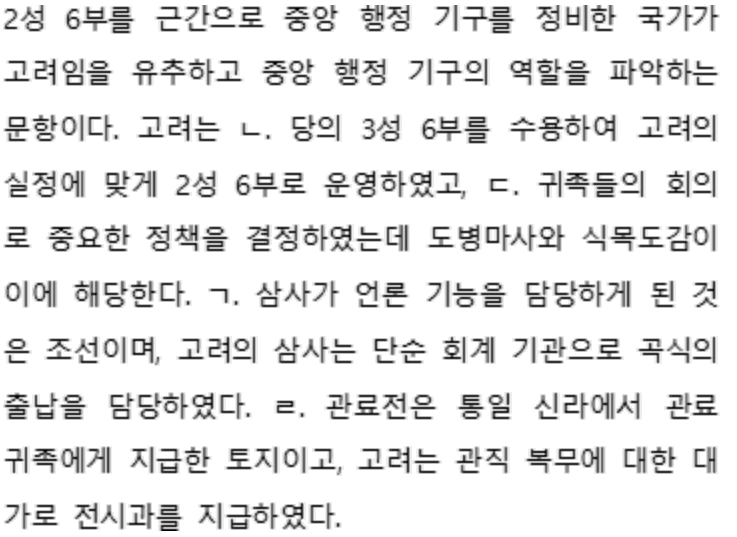 2성 6부를 근간으로 중앙 행정 기구를 정비한 국가가
고려임을 유추하고 중앙 행정 기구의 역할을 파악하는
문항이다. 고려는 ㄴ. 당의 3성 6부를 수용하여 고려의
실정에 맞게 2성 6부로 운영하였고, ㄷ. 귀족들의 회의
로 중요한 정책을 결정하였는데 도병마사와 식목도감이
이에 해당한다. ㄱ. 삼사가 언론 기능을 담당하게 된 것
은 조선이며, 고려의 삼사는 단순 회계 기관으로 곡식의
출납을 담당하였다. ㄹ. 관료전은 통일 신라에서 관료
귀족에게 지급한 토지이고, 고려는 관직 복무에 대한 대
가로 전시과를 지급하였다.